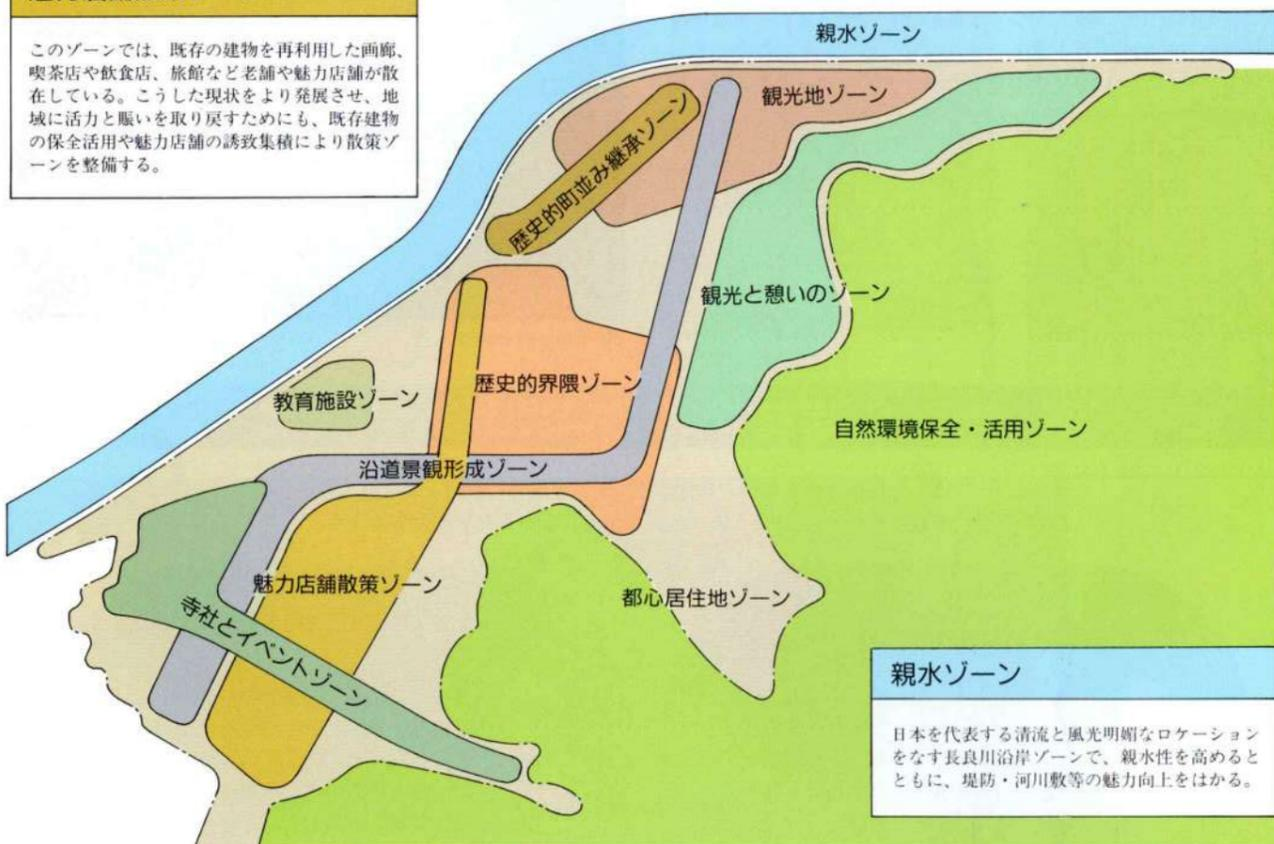 このゾーンでは、既存の建物を再利用した画廊、
喫茶店や飲食店、旅館など老舗や魅力店舗が散
在している。こうした現状をより発展させ、地
域に活力と賑いを取り戻すためにも、既存建物
の保全活用や魅力店舗の誘致集積により散策ゾ
ーンを整備する。
親水ゾーン
観光地ゾーン
歴史的町並み継承ゾーン
観光と憩いのゾーン
歴史的界隈ゾーン
教育施設ゾーン
自然環境保全・活用ゾーン
沿道景観形成ゾーン
魅力店舗散策ゾーン
都心居住地ゾーン
寺社とイベントゾーン
親水ゾーン
日本を代表する清流と風光明媚なロケーション
をなす長良川沿岸ゾーンで、親水性を高めると
ともに、堤防・河川敷等の魅力向上をはかる。